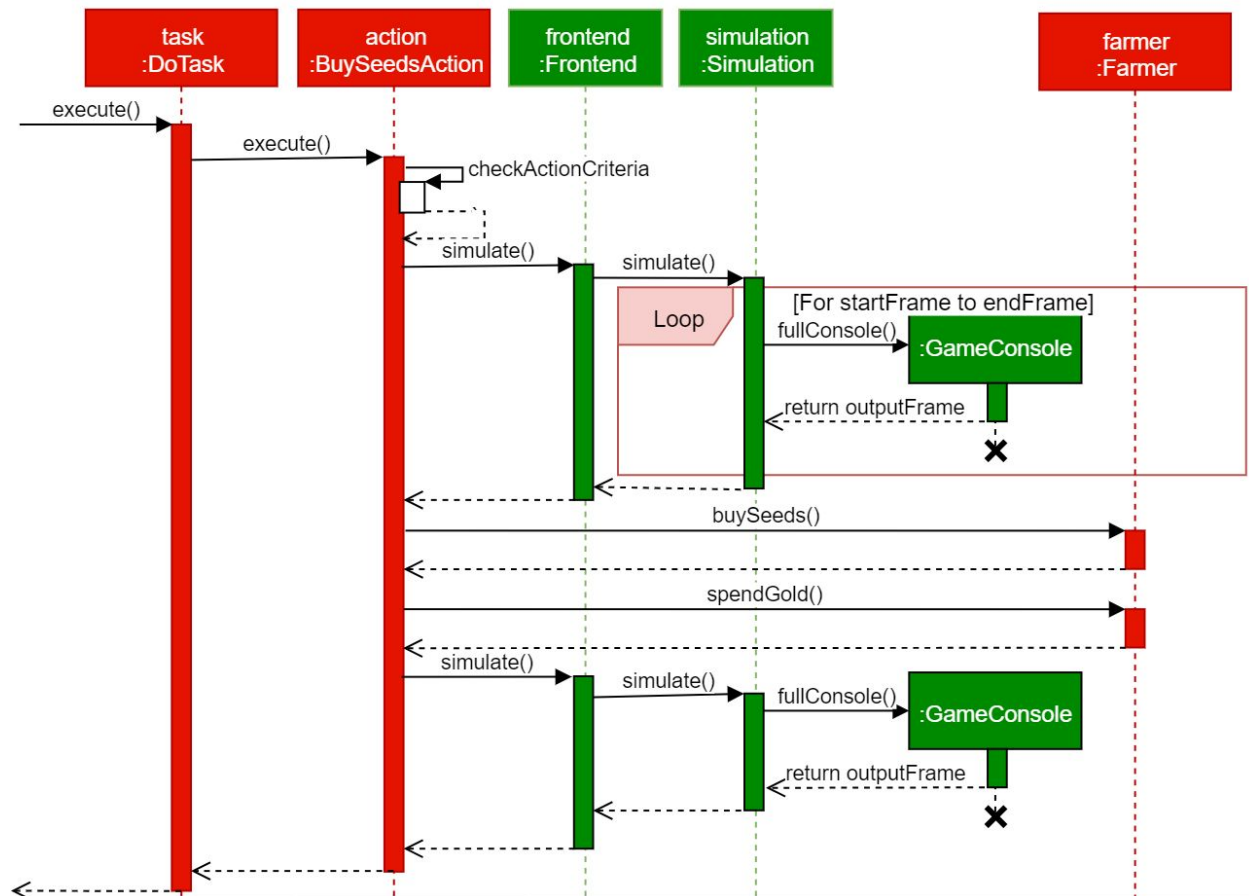 task
:DoTask
action
:BuySeedsAction
frontend
:Frontend
simulation
:Simulation
farmer
:Farmer
execute()
execute()
checkActionCriteria
simulate()
simulate()
[For startFrame to endFrame]
Loop
fullConsole()
:GameConsole
return outputFrame
buySeeds()
spendGold()
simulate()
simulate()
fullConsole()
:GameConsole
return outputFrame